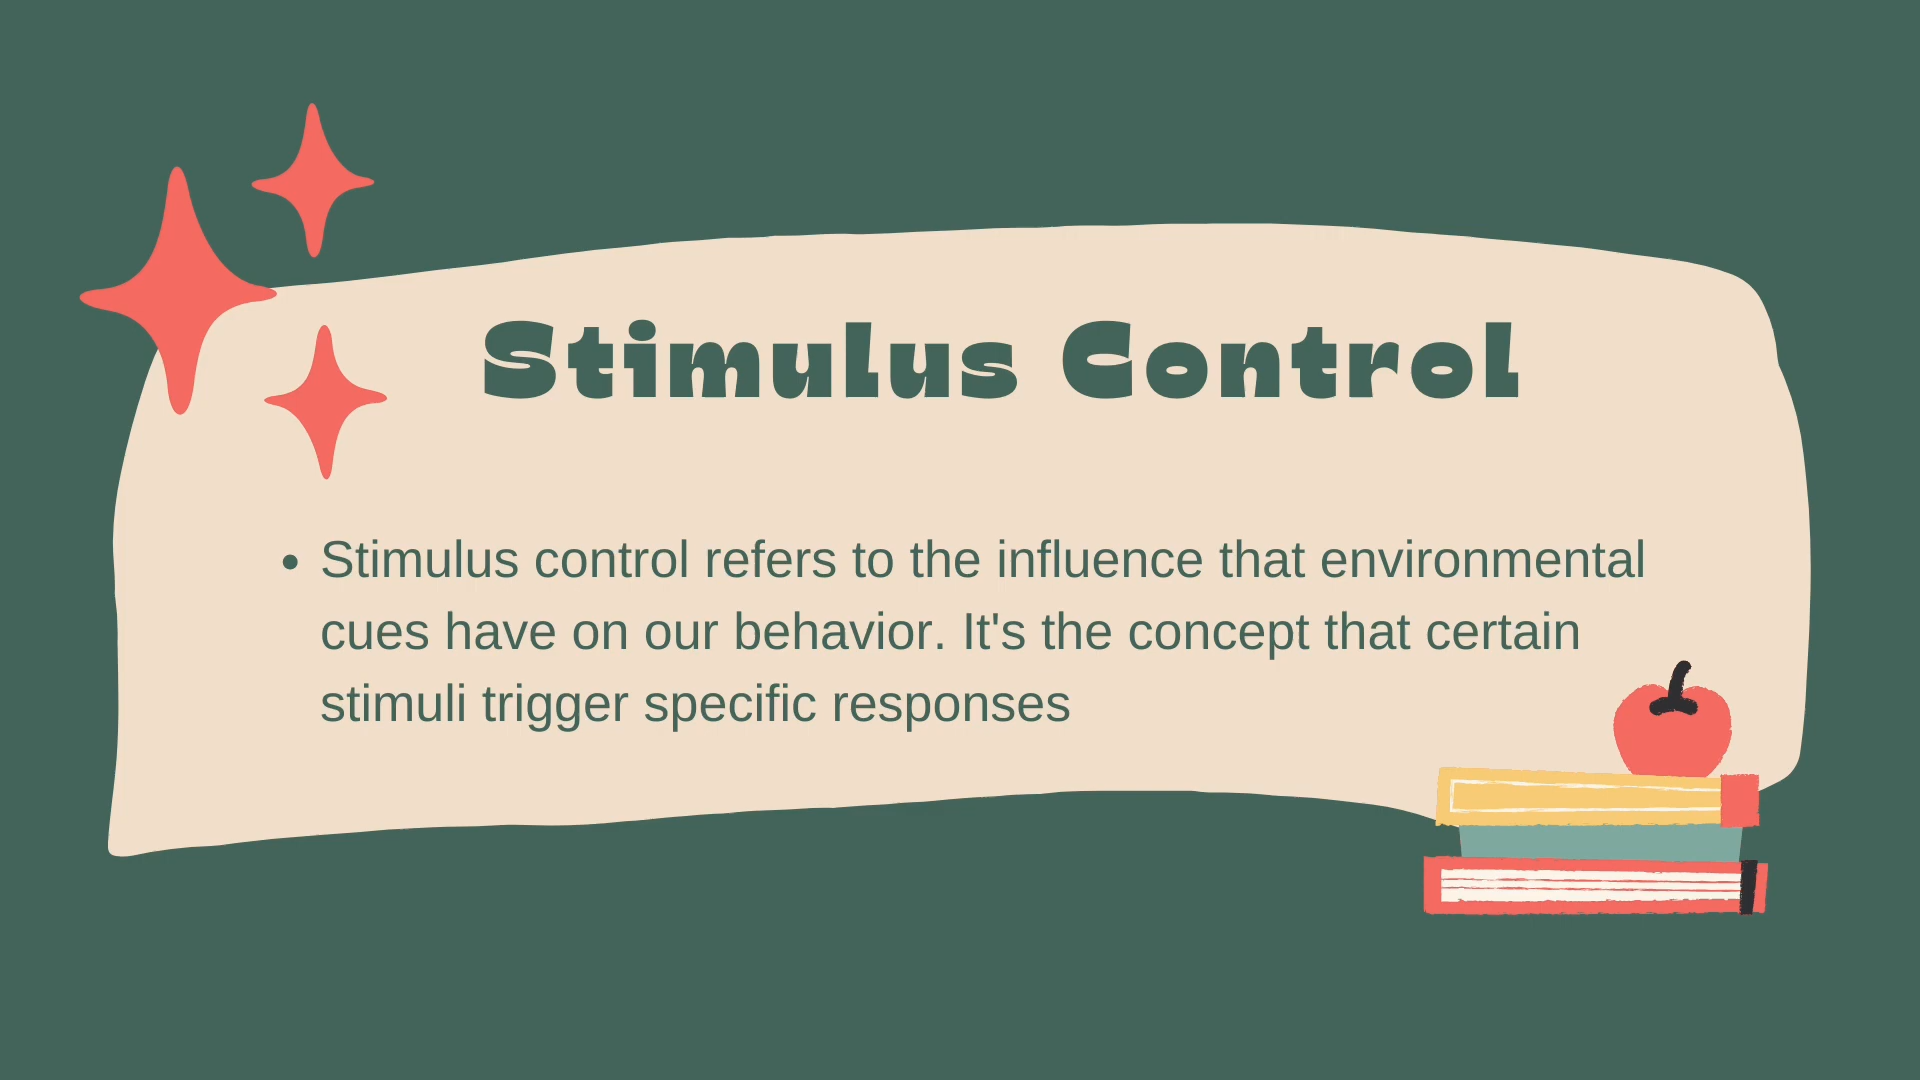 Stimulus Control
• Stimulus control refers to the influence that environmental
cues have on our behavior. It's the concept that certain
stimuli trigger specific responses